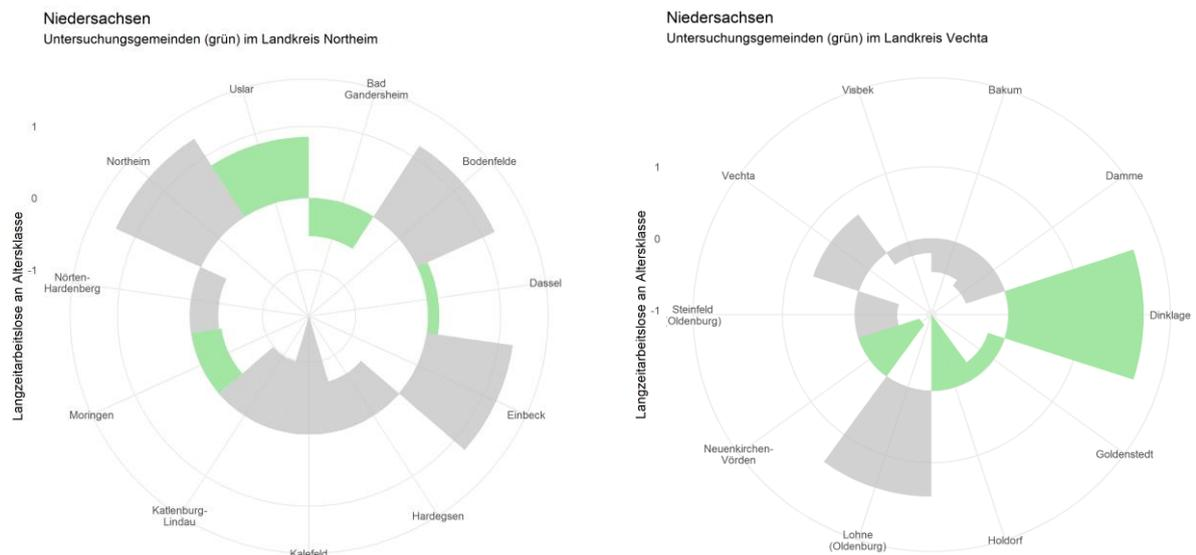 Niedersachsen
Untersuchungsgemeinden (grün) im Landkreis Northeim
Langzeitarbeitslose an Altersklasse
1
0
-1
Uslar
Bad
Gandersheim
Northeim
Bodenfelde
Nörten-
Hardenberg
Dassel
Moringen
Einbeck
Katlenburg-
Lindau
Hardegsen
Kalefeld
Niedersachsen
Untersuchungsgemeinden (grün) im Landkreis Vechta
Langzeitarbeitslose an Altersklasse
1
0
-1
Visbek
Bakum
Vechta
Damme
Steinfeld
Oldenburg)
Dinklage
Neuenkirchen-
Vörden
Goldenstedt
Lohne
(Oldenburg)
Holdorf